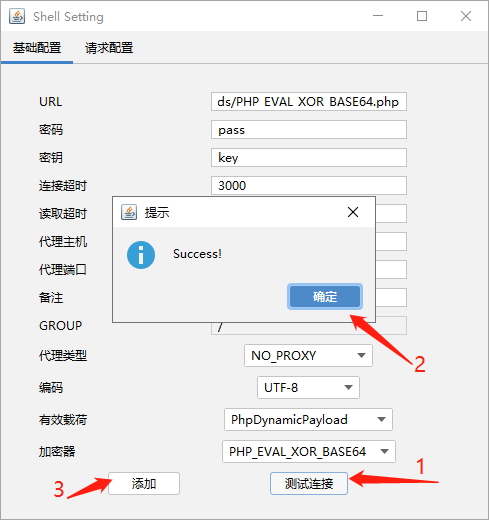 Shell Setting
基础配置 请求配置
URL ds/PHP_EVAL_XOR_BASE64.php
密码 pass
密钥 key
连接超时 3000
读取超时
提示
代理主机
Success!
代理端口
备注
确定
GROUP /
代理类型 NO_PROXY
2
编码 UTF-8
有效载荷 PhpDynamicPayload
加密器 PHP_EVAL_XOR_BASE64
1
3 添加 测试连接